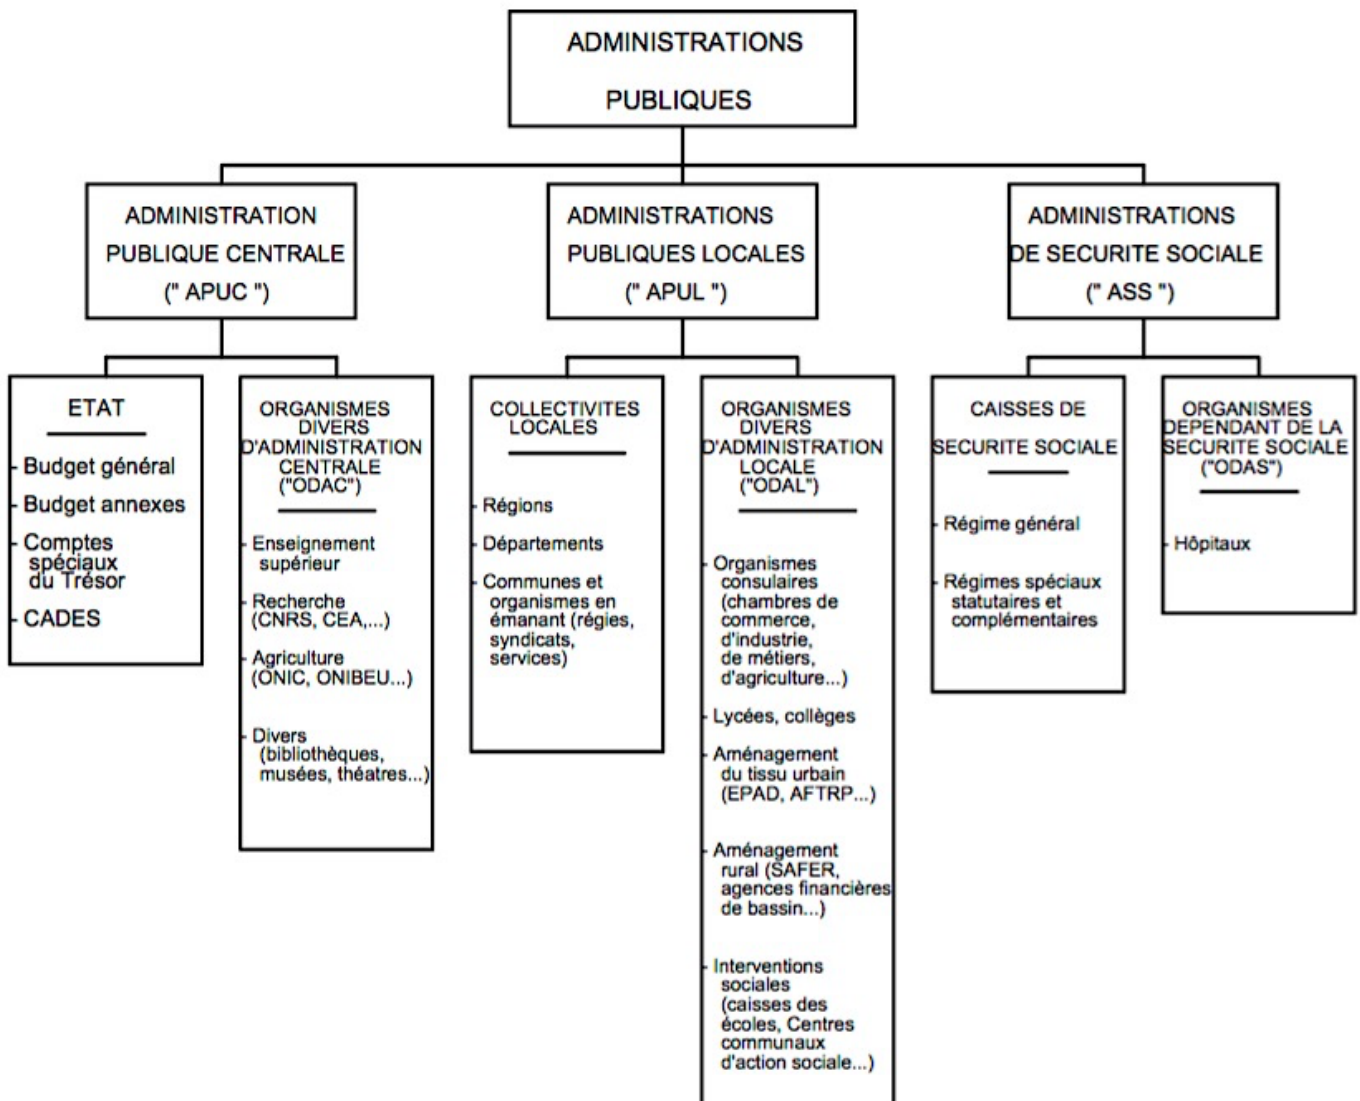 ADMINISTRATIONS
PUBLIQUES
ADMINISTRATION
PUBLIQUE CENTRALE
(" APUC ")
ADMINISTRATIONS
PUBLIQUES LOCALES
(" APUL ")
ADMINISTRATIONS
DE SECURITE SOCIALE
(" ASS ")
ETAT
- Budget général
- Budget annexes
- Comptes
spéciaux
du Trésor
- CADES
ORGANISMES
DIVERS
D'ADMINISTRATION
CENTRALE
("ODAC")
- Enseignement
supérieur
- Recherche
(CNRS, CEA,...)
- Agriculture
(ONIC, ONIBEU...)
- Divers
(bibliothèques,
musées, théatres...)
COLLECTIVITES
LOCALES
- Régions
- Départements
- Communes et
organismes en
émanant (régies,
syndicats,
services)
ORGANISMES
DIVERS
D'ADMINISTRATION
LOCALE
("ODAL")
- Organismes
consulaires
(chambres de
commerce,
d'industrie,
de métiers,
d'agriculture...)
- Lycées, collèges
- Aménagement
du tissu urbain
(EPAD, AFTRP...)
- Aménagement
rural (SAFER,
agences financières
de bassin...)
- Interventions
sociales
(caisses des
écoles, Centres
communaux
d'action sociale...)
CAISSES DE
SECURITE SOCIALE
- Régime général
- Régimes spéciaux
statutaires et
complémentaires
ORGANISMES
DEPENDANT DE LA
SECURITE SOCIALE
("ODAS")
- Hôpitaux